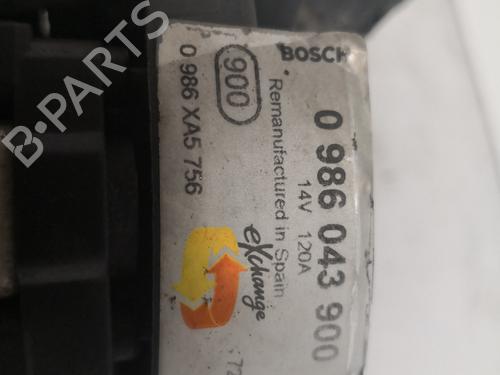 BOSCH
0 986 043 900
14V 120A
Remanufactured in Spain
eXchange
900
0 986 XA5 756
B-PARTS